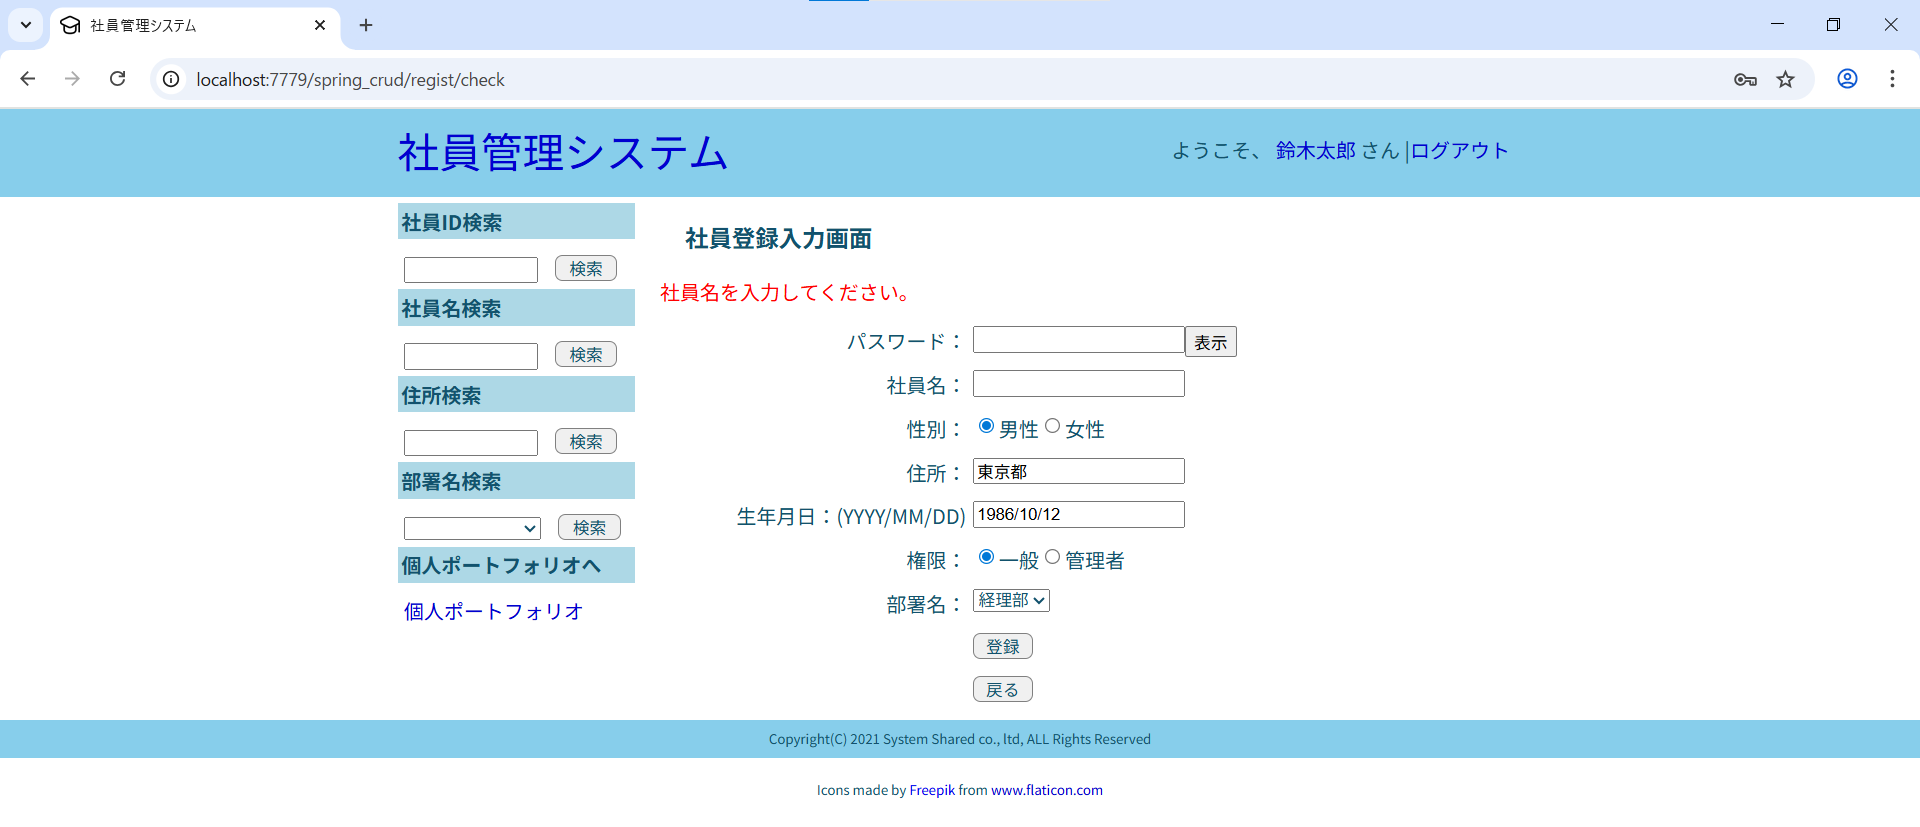 社員管理システム
localhost:7779/spring_crud/regist/check
社員管理システム
ようこそ、 鈴木太郎 さん |ログアウト
社員ID検索
検索
社員名検索
検索
住所検索
検索
部署名検索
検索
個人ポートフォリオへ
個人ポートフォリオ
社員登録入力画面
社員名を入力してください。
パスワード： 表示
社員名：
性別： 男性 女性
住所： 東京都
生年月日：(YYYY/MM/DD) 1986/10/12
権限： 一般 管理者
部署名： 経理部
登録
戻る
Copyright(C) 2021 System Shared co., ltd, ALL Rights Reserved
Icons made by Freepik from www.flaticon.com